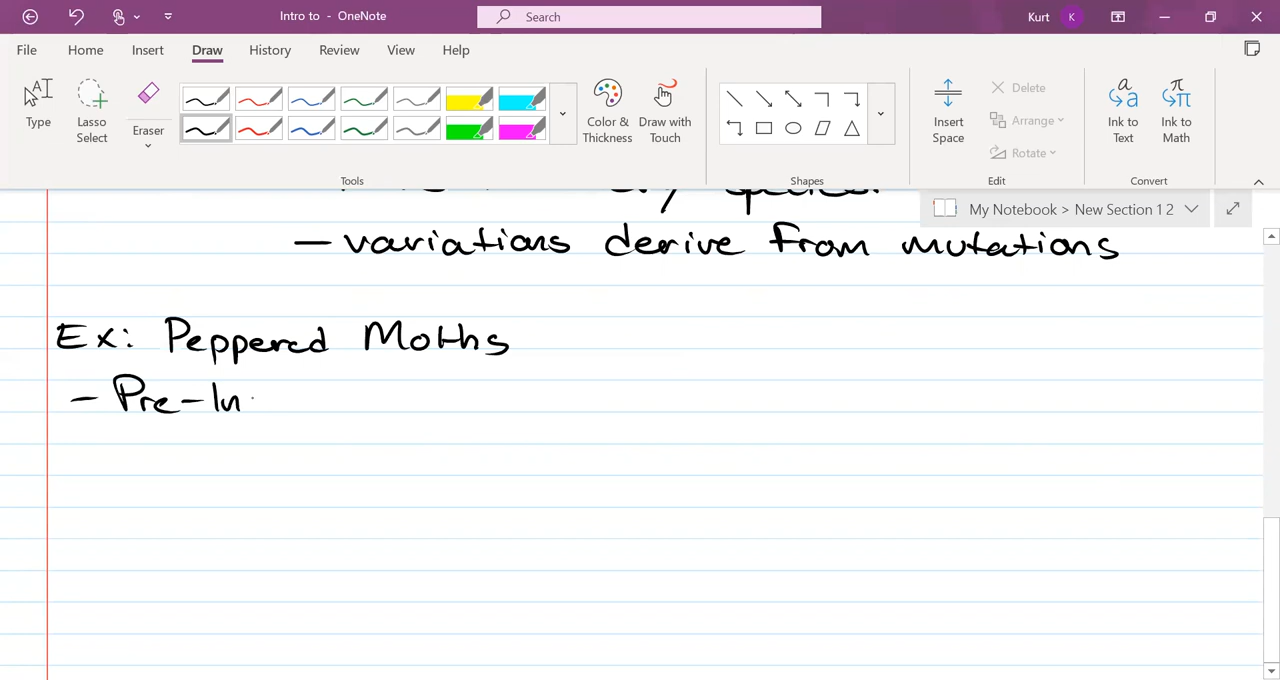 Intro to - OneNote
Search
Kurt K
File Home Insert Draw History Review View Help
Type
Lasso Select
Eraser
Color & Thickness
Draw with Touch
Insert Space
Delete
Arrange
Rotate
Ink to Text
Ink to Math
Tools Shapes Edit Convert
My Notebook > New Section 1 2
– variations derive from mutations
Ex: Peppered Moths
– Pre-In